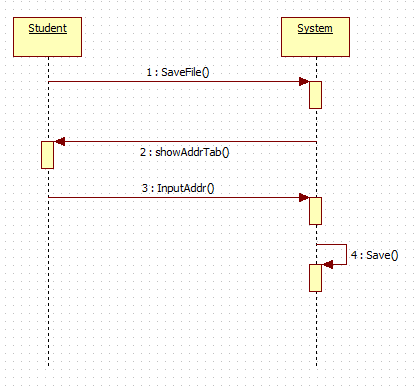 Student
System
1 : SaveFile()
2 : showAddrTab()
3 : InputAddr()
4 : Save()